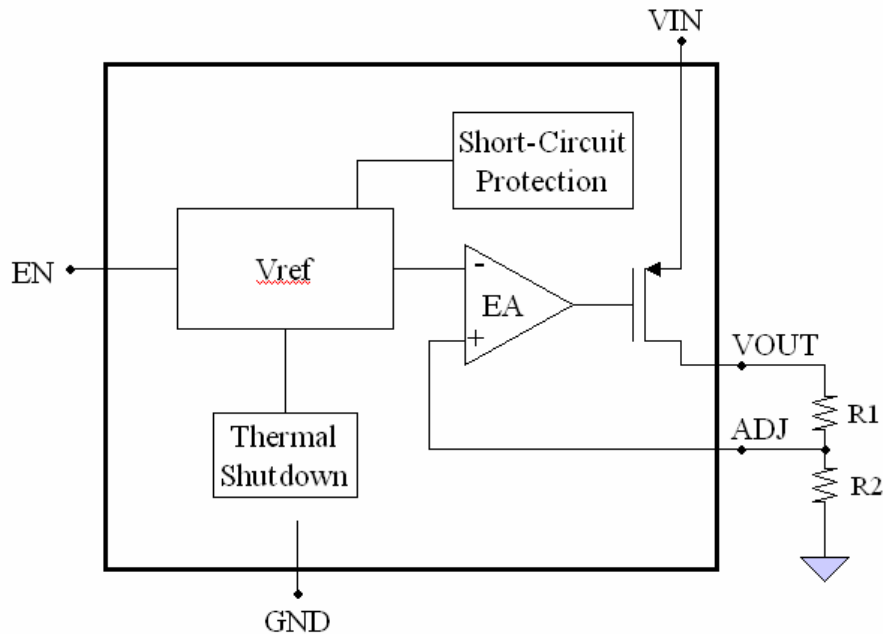 VIN
Short-Circuit
Protection
EN
Vref
-
EA
+
VOUT
R1
ADJ
Thermal
Shutdown
R2
GND